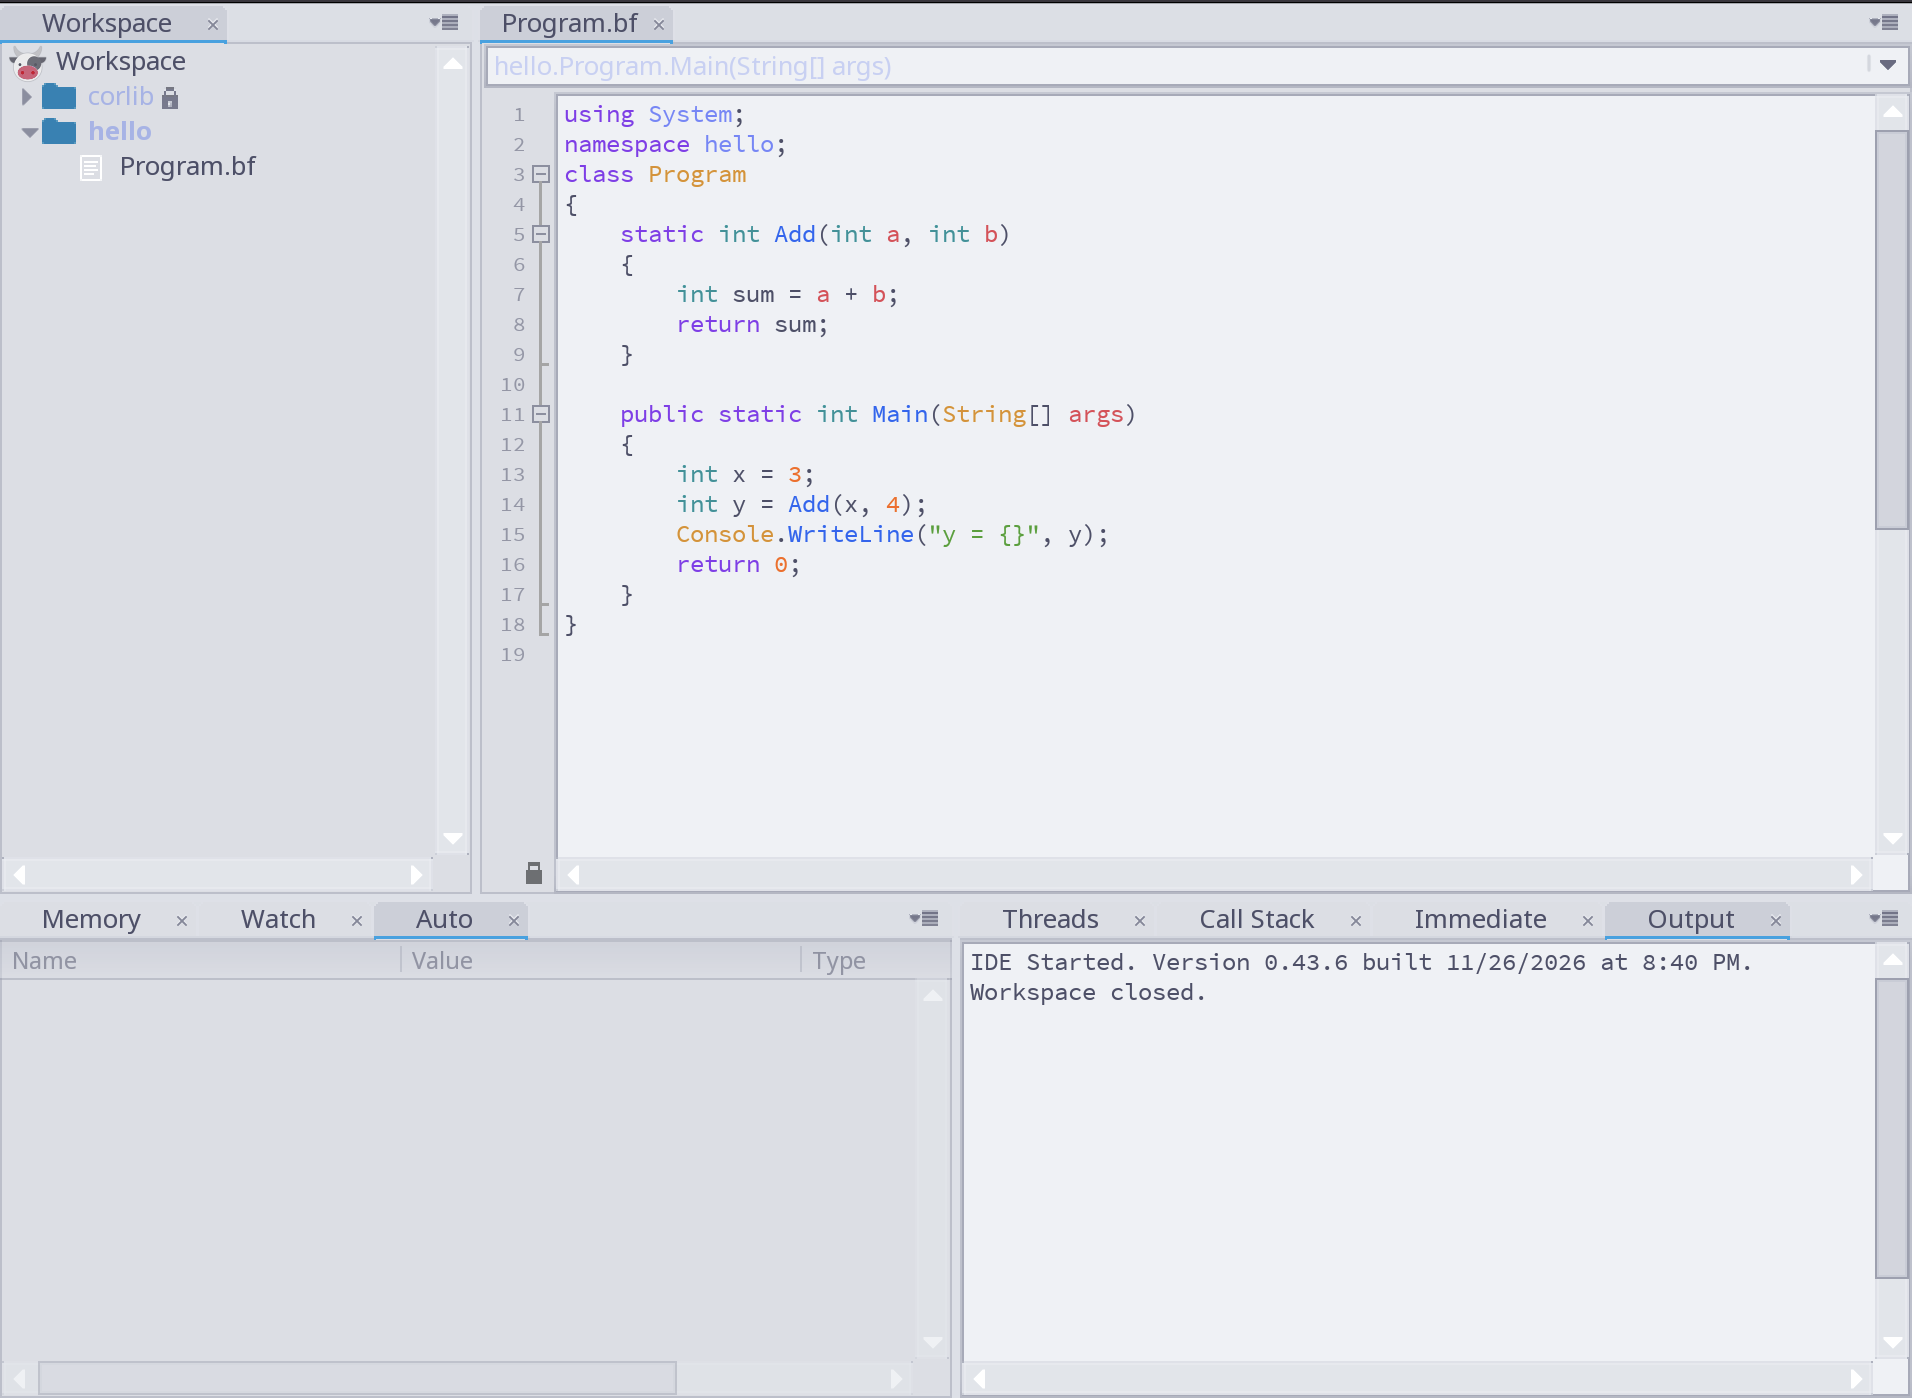 Workspace
Workspace
corlib
hello
Program.bf
Program.bf
hello.Program.Main(String[] args)
1 using System;
2 namespace hello;
3 class Program
4 {
5     static int Add(int a, int b)
6     {
7         int sum = a + b;
8         return sum;
9     }
10
11     public static int Main(String[] args)
12     {
13         int x = 3;
14         int y = Add(x, 4);
15         Console.WriteLine("y = {}", y);
16         return 0;
17     }
18 }
19
Memory Watch Auto
Name Value Type
Threads Call Stack Immediate Output
IDE Started. Version 0.43.6 built 11/26/2026 at 8:40 PM.
Workspace closed.